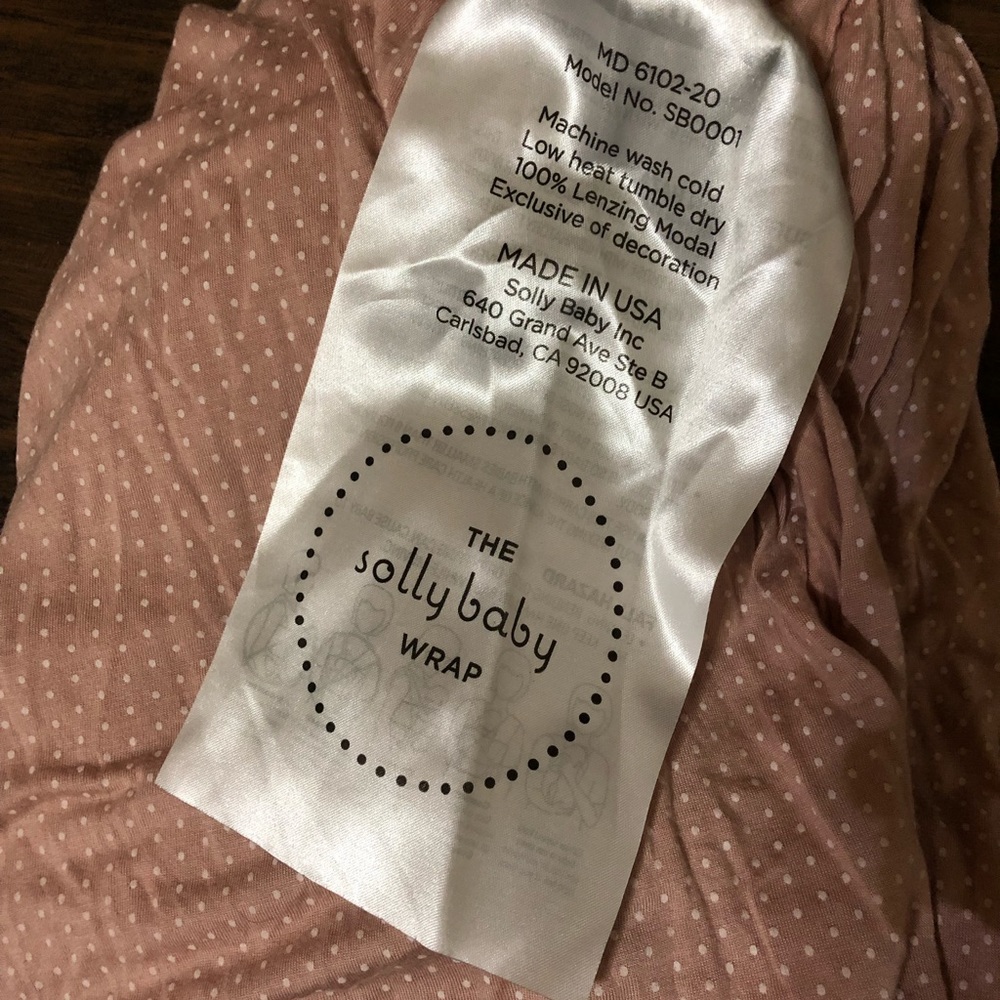 MD 6102-20
Model No. SB0001
Machine wash cold
Low heat tumble dry
100% Lenzing Modal
Exclusive of decoration
MADE IN USA
Solly Baby Inc
640 Grand Ave Ste B
Carlsbad, CA 92008 USA
THE
solly baby
WRAP